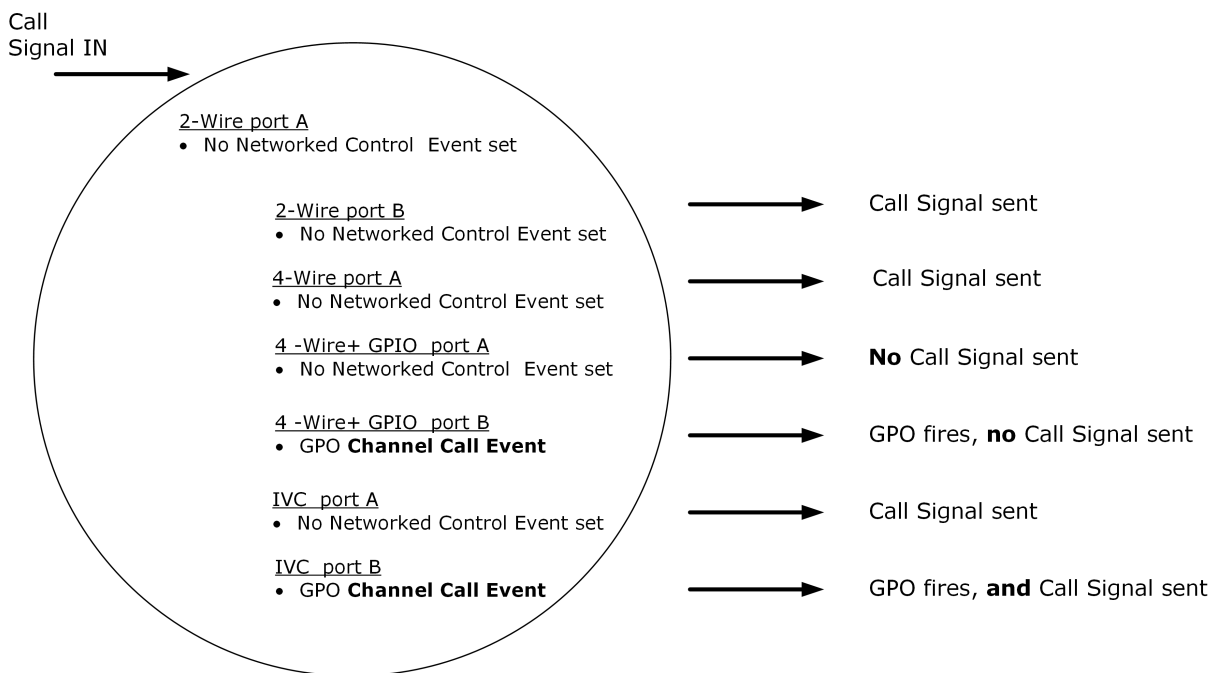 Call
Signal IN
2-Wire port A
• No Networked Control Event set
2-Wire port B
• No Networked Control Event set
Call Signal sent
4-Wire port A
• No Networked Control Event set
Call Signal sent
4 -Wire+ GPIO port A
• No Networked Control Event set
No Call Signal sent
4 -Wire+ GPIO port B
• GPO Channel Call Event
GPO fires, no Call Signal sent
IVC port A
• No Networked Control Event set
Call Signal sent
IVC port B
• GPO Channel Call Event
GPO fires, and Call Signal sent